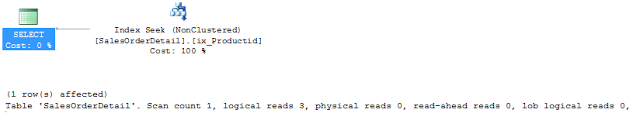 SELECT
Cost: 0 %
Index Seek (NonClustered)
[SalesOrderDetail].[ix_Productid]
Cost: 100 %
(1 row(s) affected)
Table 'SalesOrderDetail'. Scan count 1, logical reads 3, physical reads 0, read-ahead reads 0, lob logical reads 0,